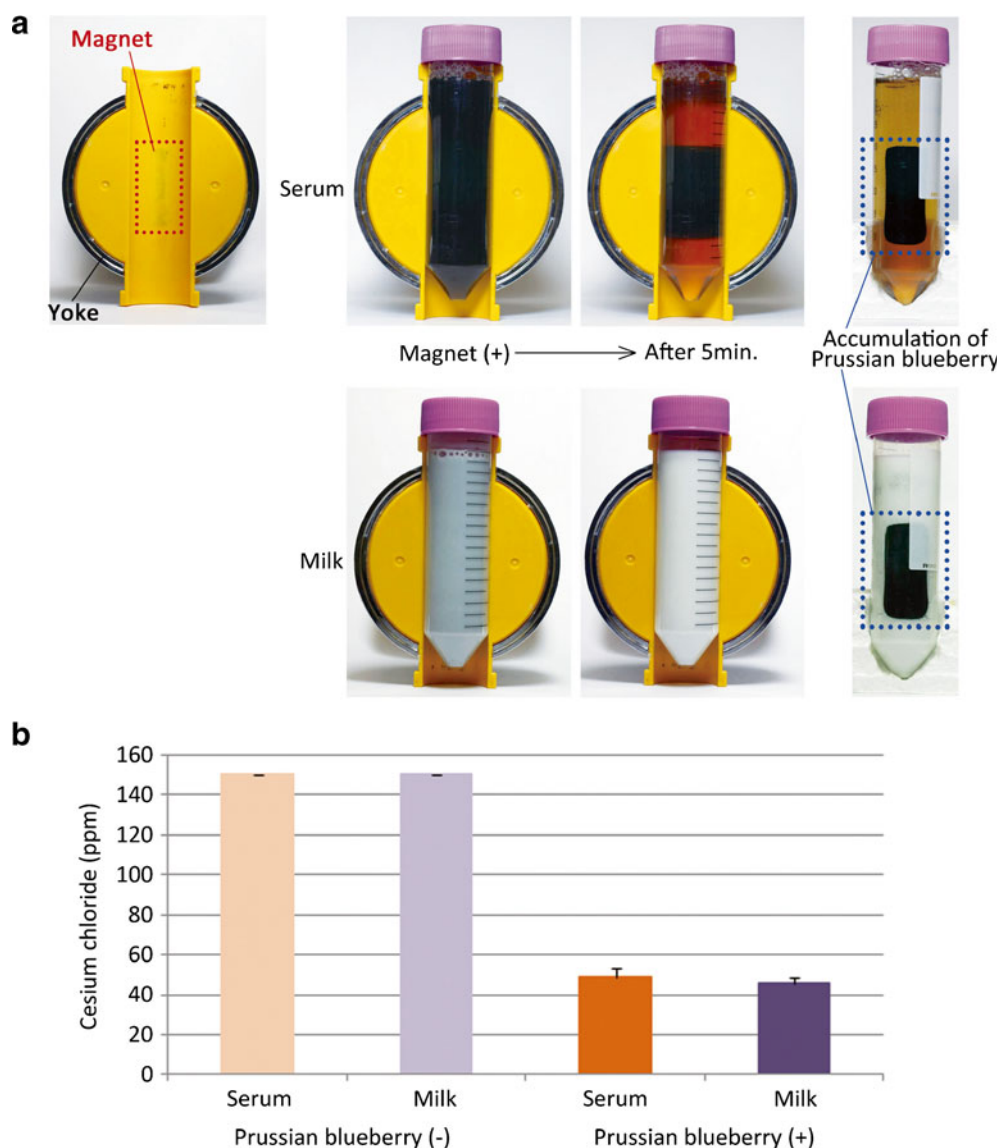 a
Magnet
Yoke
Serum
Magnet (+)
After 5min.
Accumulation of
Prussian blueberry
Milk
b
Cesium chloride (ppm)
160
140
120
100
80
60
40
20
0
Serum
Milk
Serum
Milk
Prussian blueberry (-)
Prussian blueberry (+)